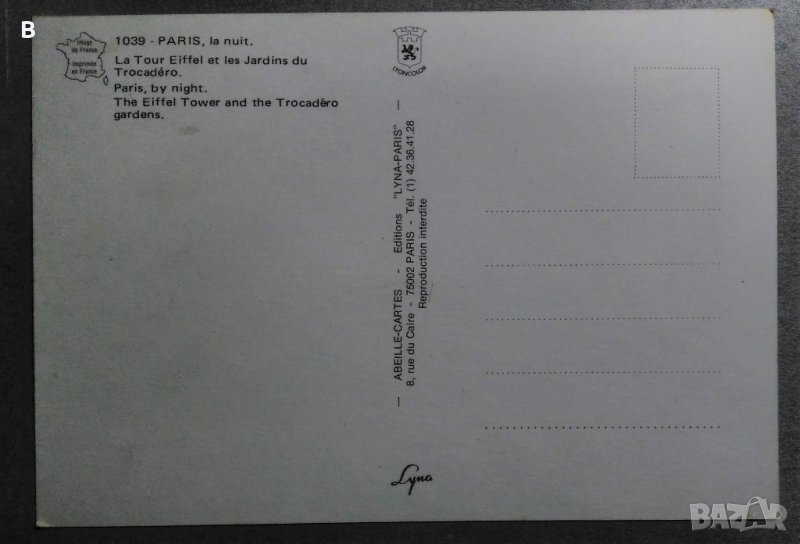 B
Image
de France
Imprimée
en France
1039 - PARIS, la nuit.
La Tour Eiffel et les Jardins du
Trocadéro.
Paris, by night.
The Eiffel Tower and the Trocadéro
gardens.
LYONCOLOR
— ABEILLE-CARTES - Editions "LYNA-PARIS" —
8, rue du Caire - 75002 PARIS - Tél. (1) 42.36.41.28
Reproduction interdite
Lyna
BAZAR